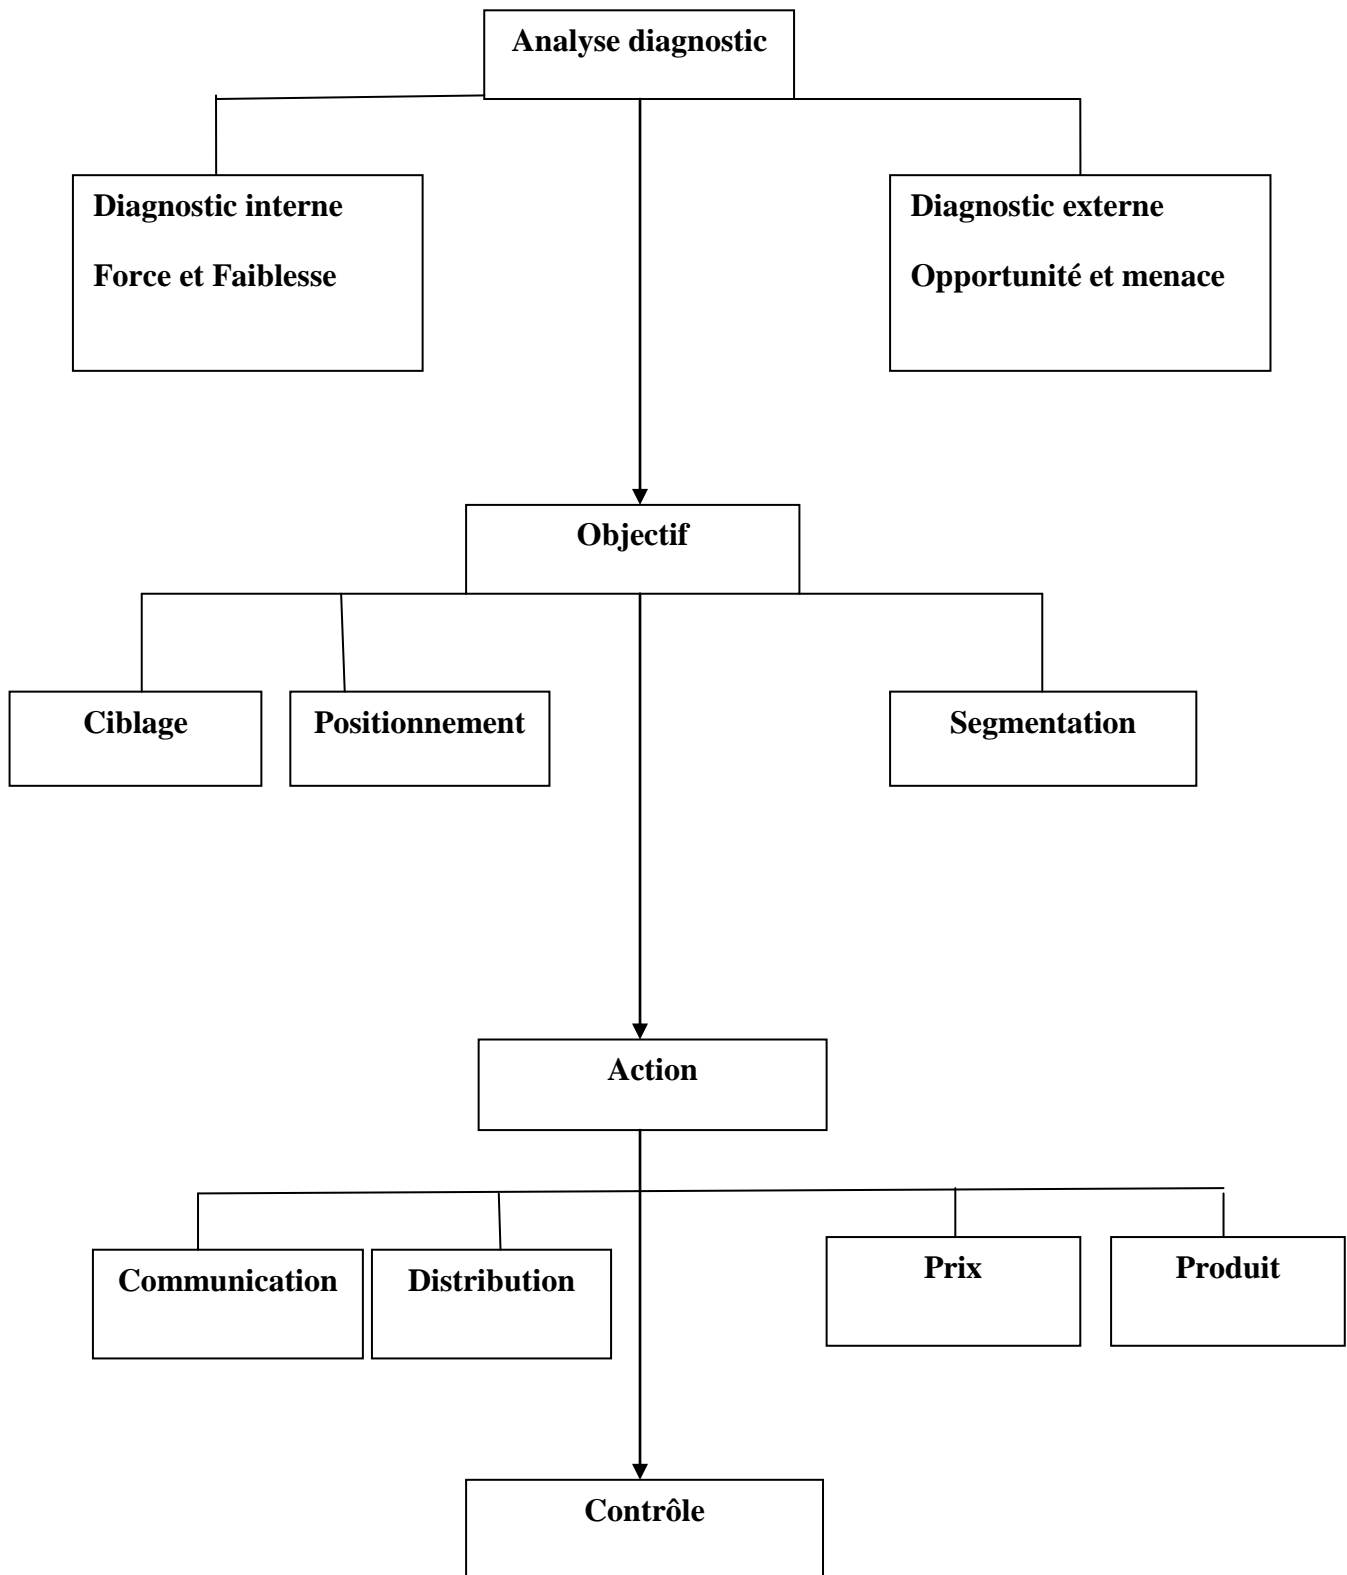 Analyse diagnostic
Diagnostic interne
Force et Faiblesse
Diagnostic externe
Opportunité et menace
Objectif
Ciblage
Positionnement
Segmentation
Action
Communication
Distribution
Prix
Produit
Contrôle